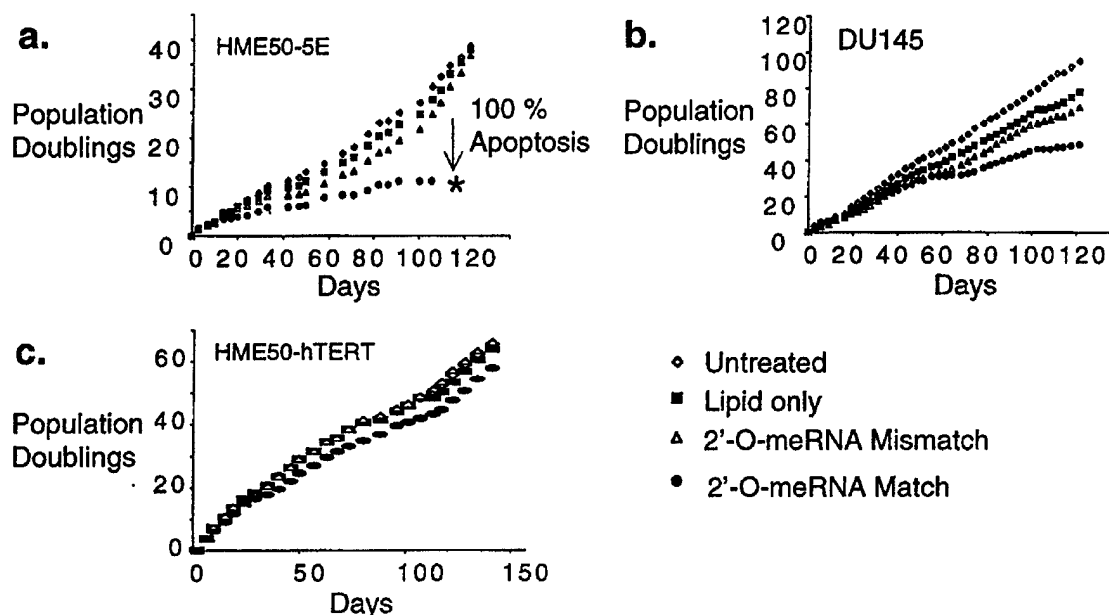 a.
HME50-5E
Population
Doublings
40
30
20
10
0
0 20 40 60 80 100 120
Days
100 %
Apoptosis
*
b.
DU145
Population
Doublings
120
100
80
60
40
20
0
0 20 40 60 80 100 120
Days
c.
HME50-hTERT
Population
Doublings
60
40
20
0
0 50 100 150
Days
Untreated
Lipid only
2'-O-meRNA Mismatch
2'-O-meRNA Match